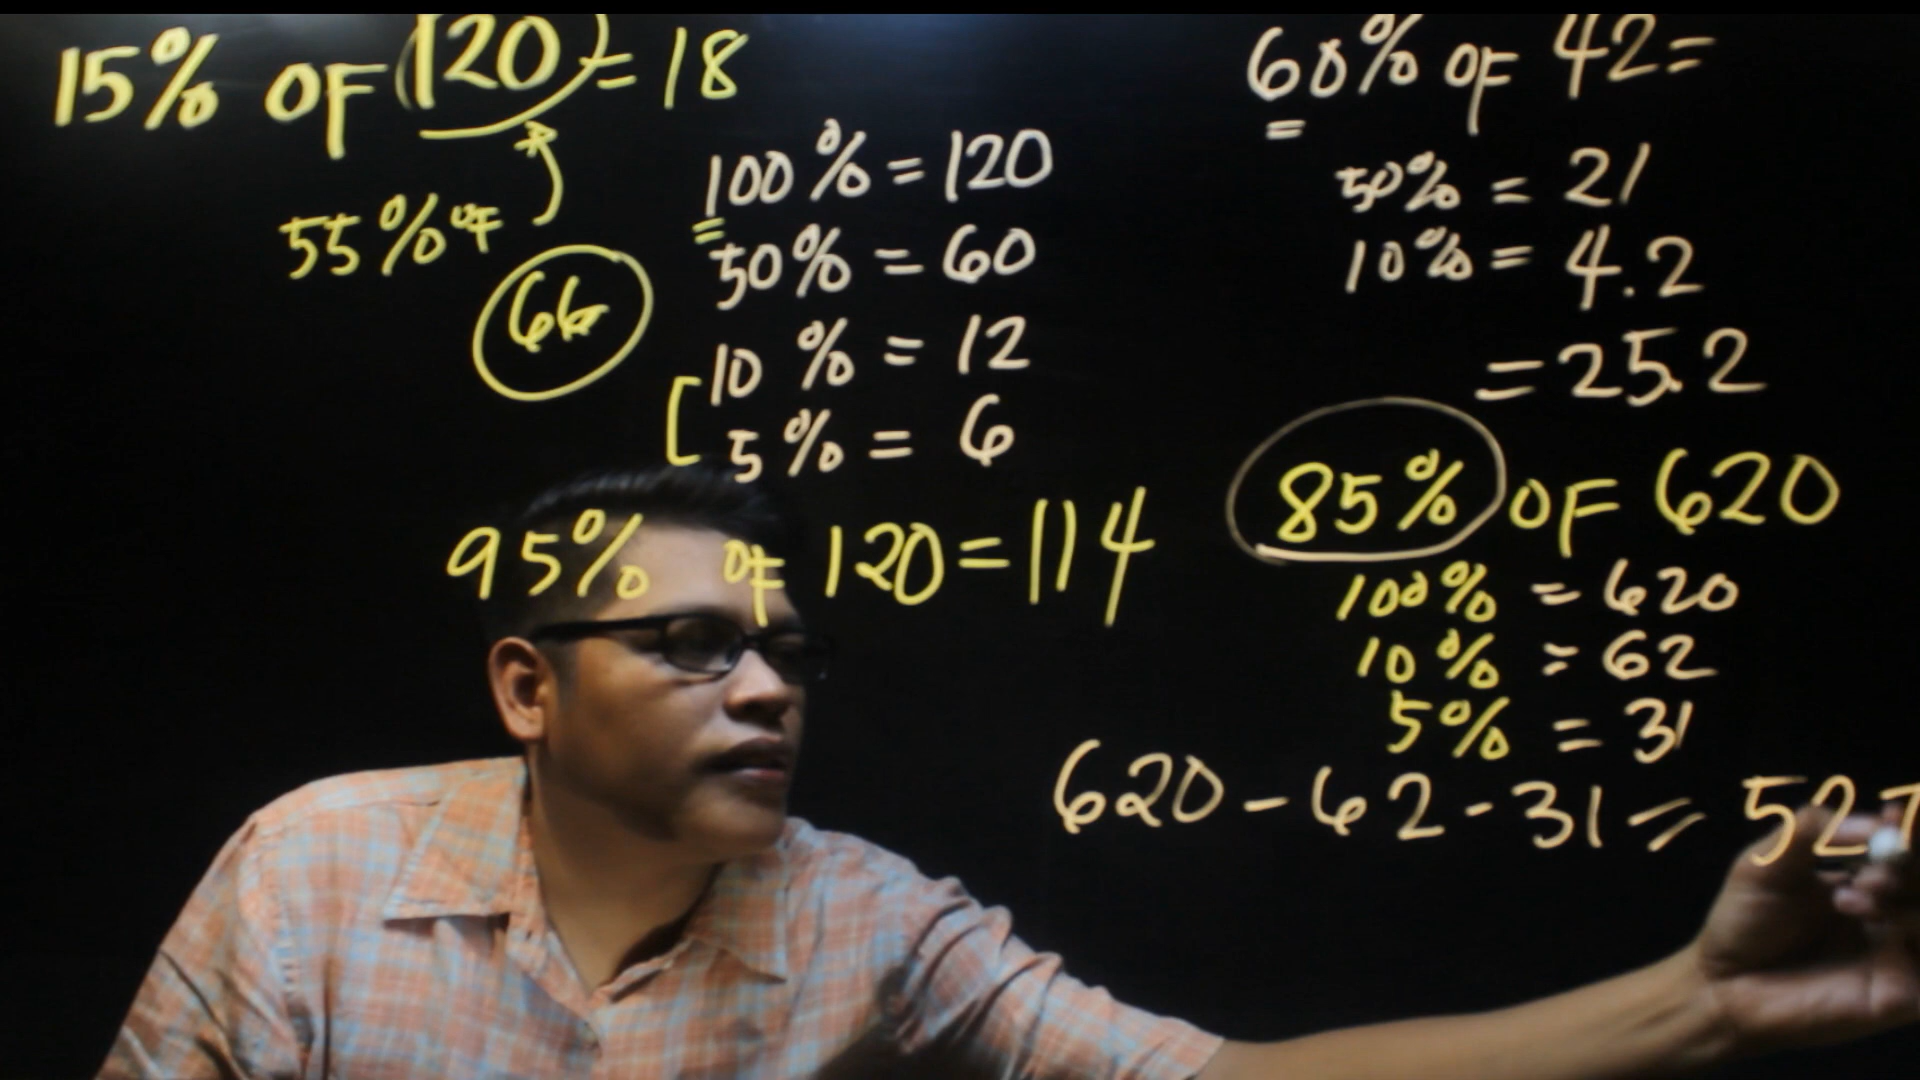 15% OF (120) = 18
55% OF
66
100% = 120
50% = 60
10 % = 12
5 % = 6
95% OF 120 = 114
60% OF 42 =
50% = 21
10% = 4.2
= 25.2
85% OF 620
100% = 620
10 % = 62
5% = 31
620 - 62 - 31 = 527